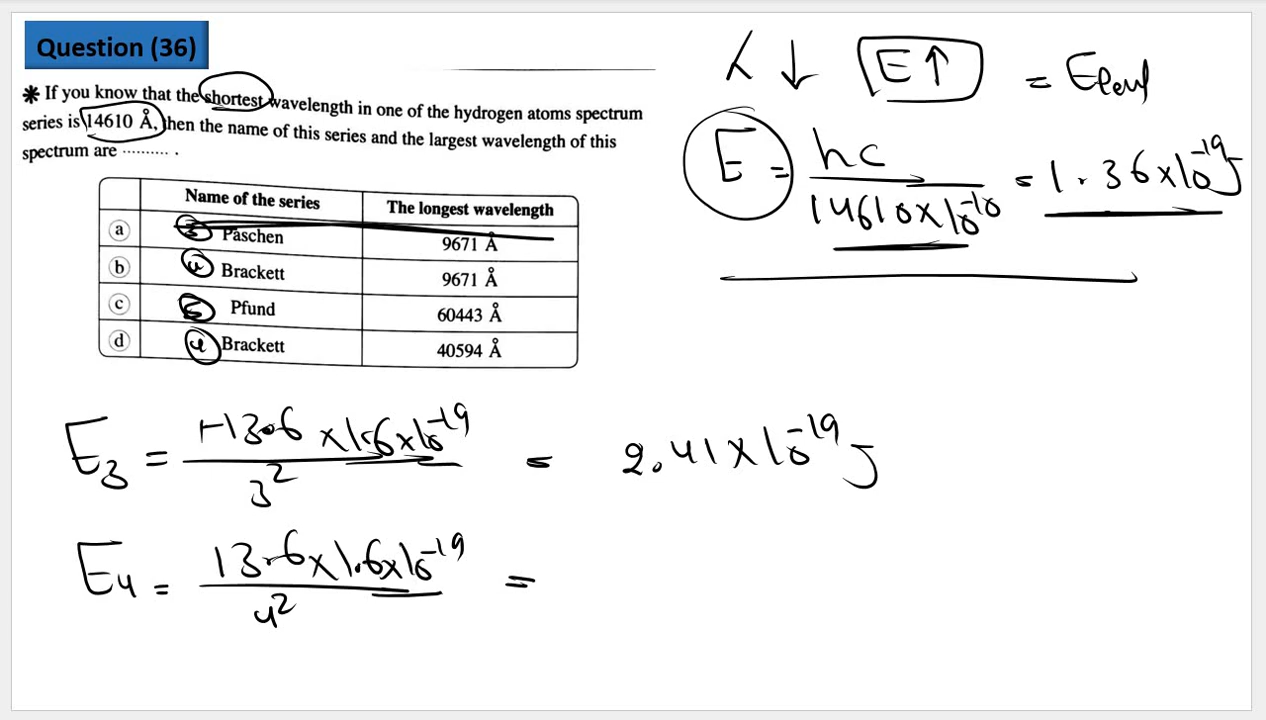 Question (36)
✱ If you know that the shortest wavelength in one of the hydrogen atoms spectrum
series is 14610 Å, then the name of this series and the largest wavelength of this
spectrum are .......... .
Name of the series The longest wavelength
a 3 Paschen 9671 Å
b 4 Brackett 9671 Å
c 5 Pfund 60443 Å
d 4 Brackett 40594 Å
λ ↓ E↑ = E
E = hc / 14610×10⁻¹⁰ = 1.36×10⁻¹⁹J
E₃ = -13.6 ×1.6×10⁻¹⁹ / 3² = 2.41×10⁻¹⁹J
E₄ = 13.6×1.6×10⁻¹⁹ / 4² =